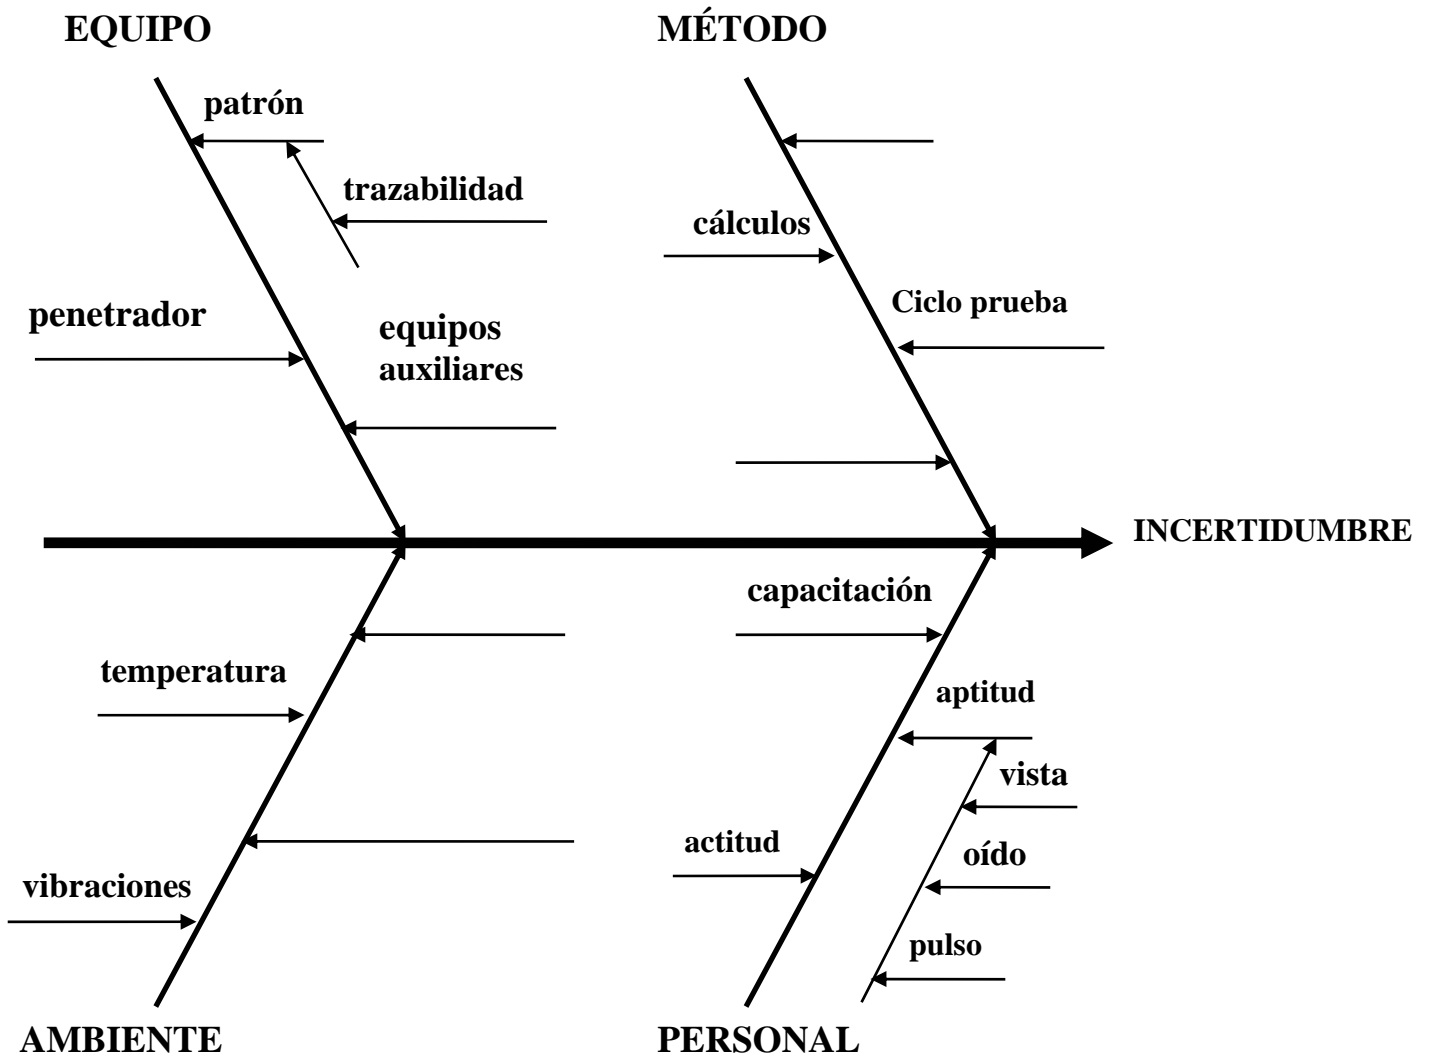 EQUIPO
MÉTODO
patrón
trazabilidad
cálculos
Ciclo prueba
penetrador
equipos
auxiliares
INCERTIDUMBRE
capacitación
temperatura
aptitud
vista
actitud
oído
vibraciones
pulso
AMBIENTE
PERSONAL